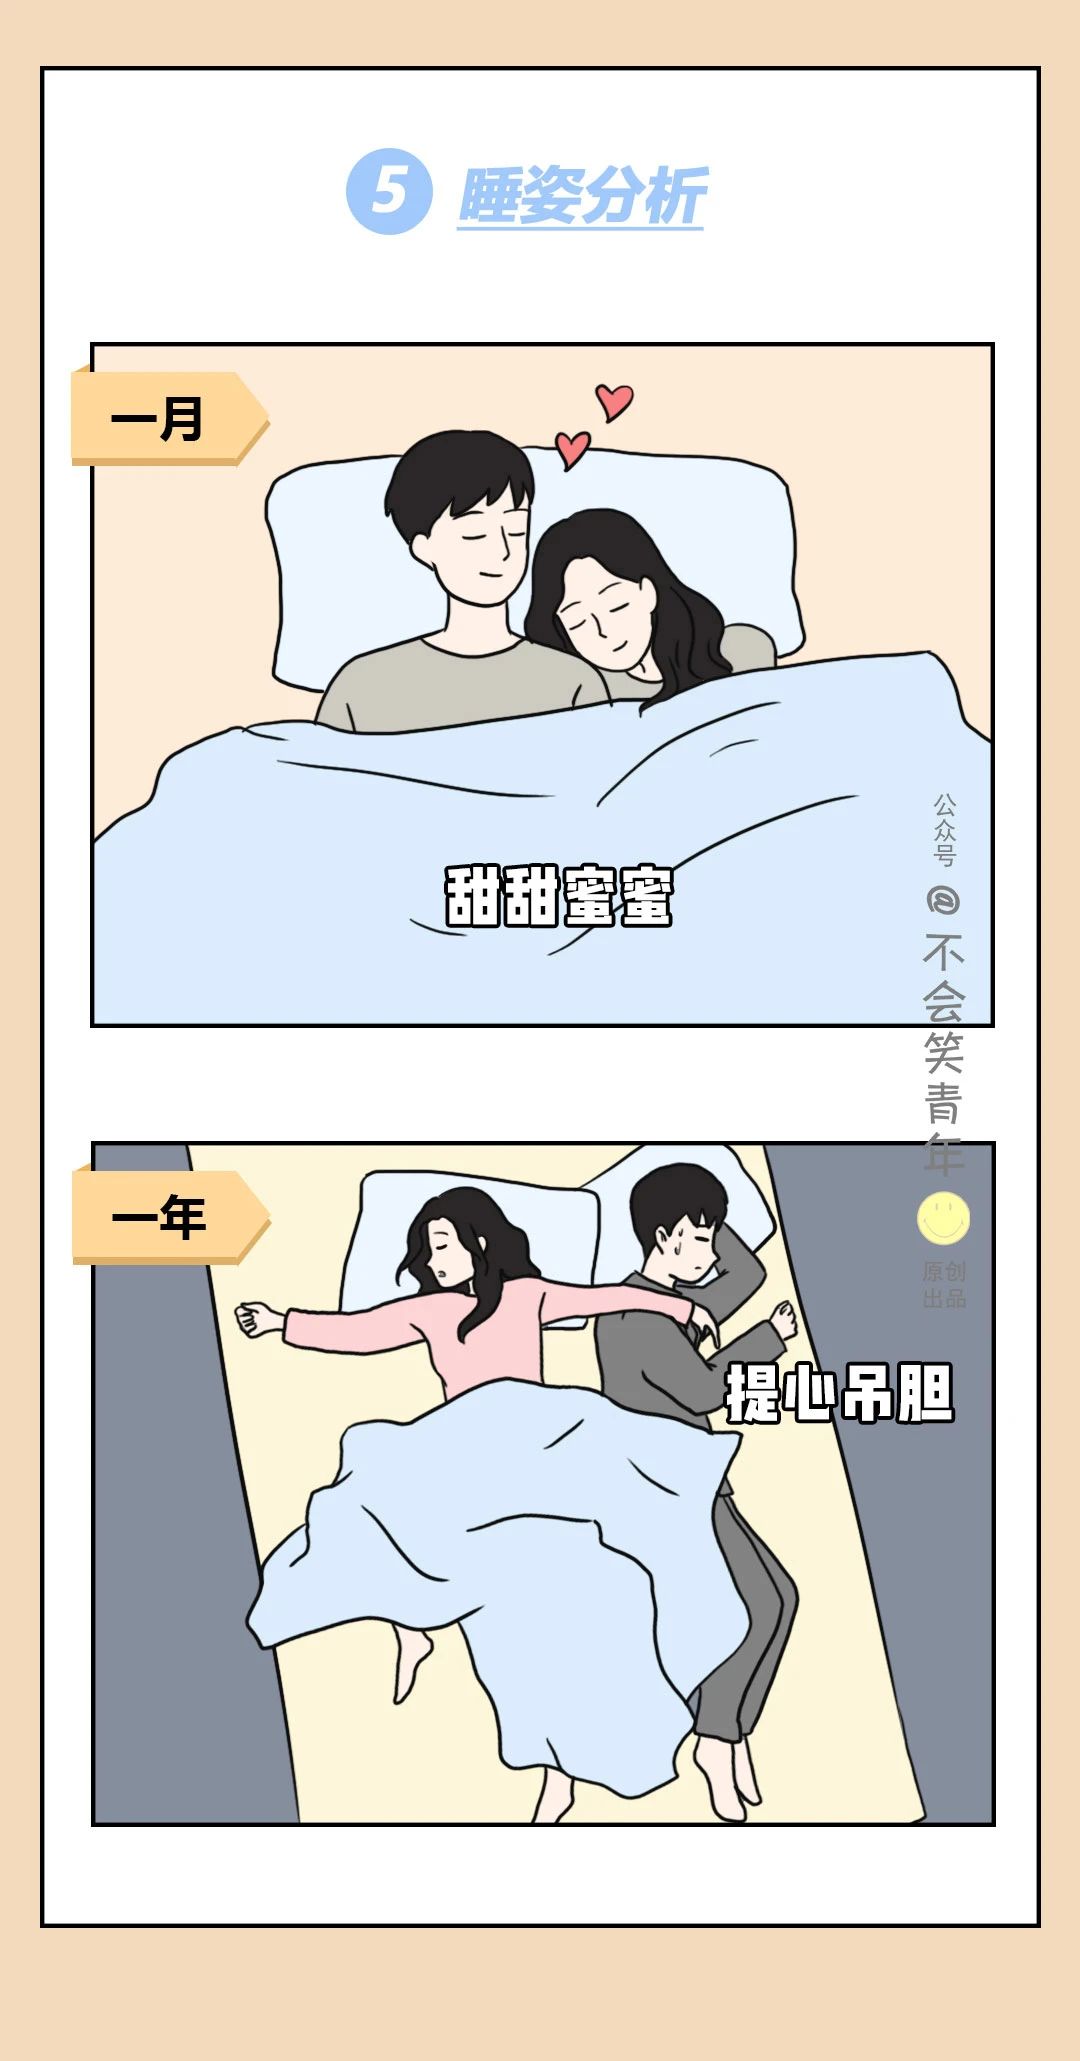 5 睡姿分析
一月
甜甜蜜蜜
公众号
@不会笑青年
一年
原创
出品
提心吊胆